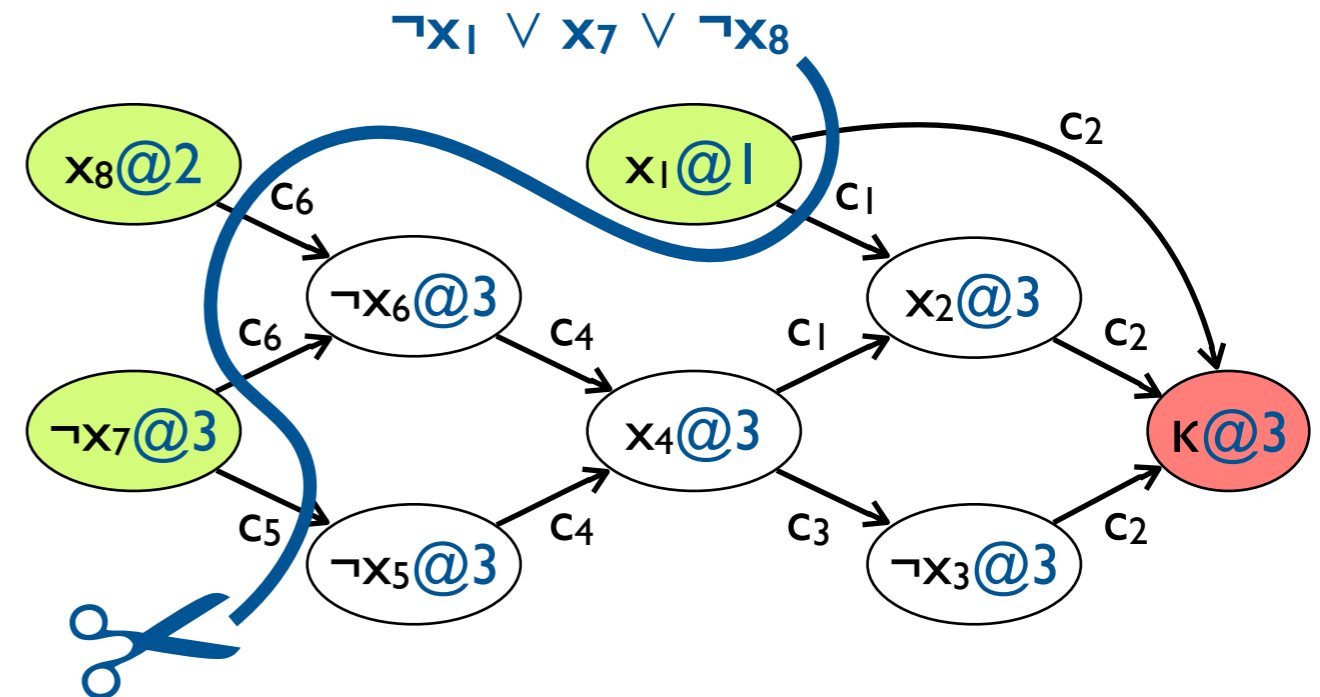 ¬x₁ ∨ x₇ ∨ ¬x₈
x₈@2
x₁@1
c₂
c₆
c₁
¬x₆@3
x₂@3
c₆
c₄
c₁
c₂
¬x₇@3
x₄@3
κ@3
c₅
c₄
c₃
c₂
¬x₅@3
¬x₃@3